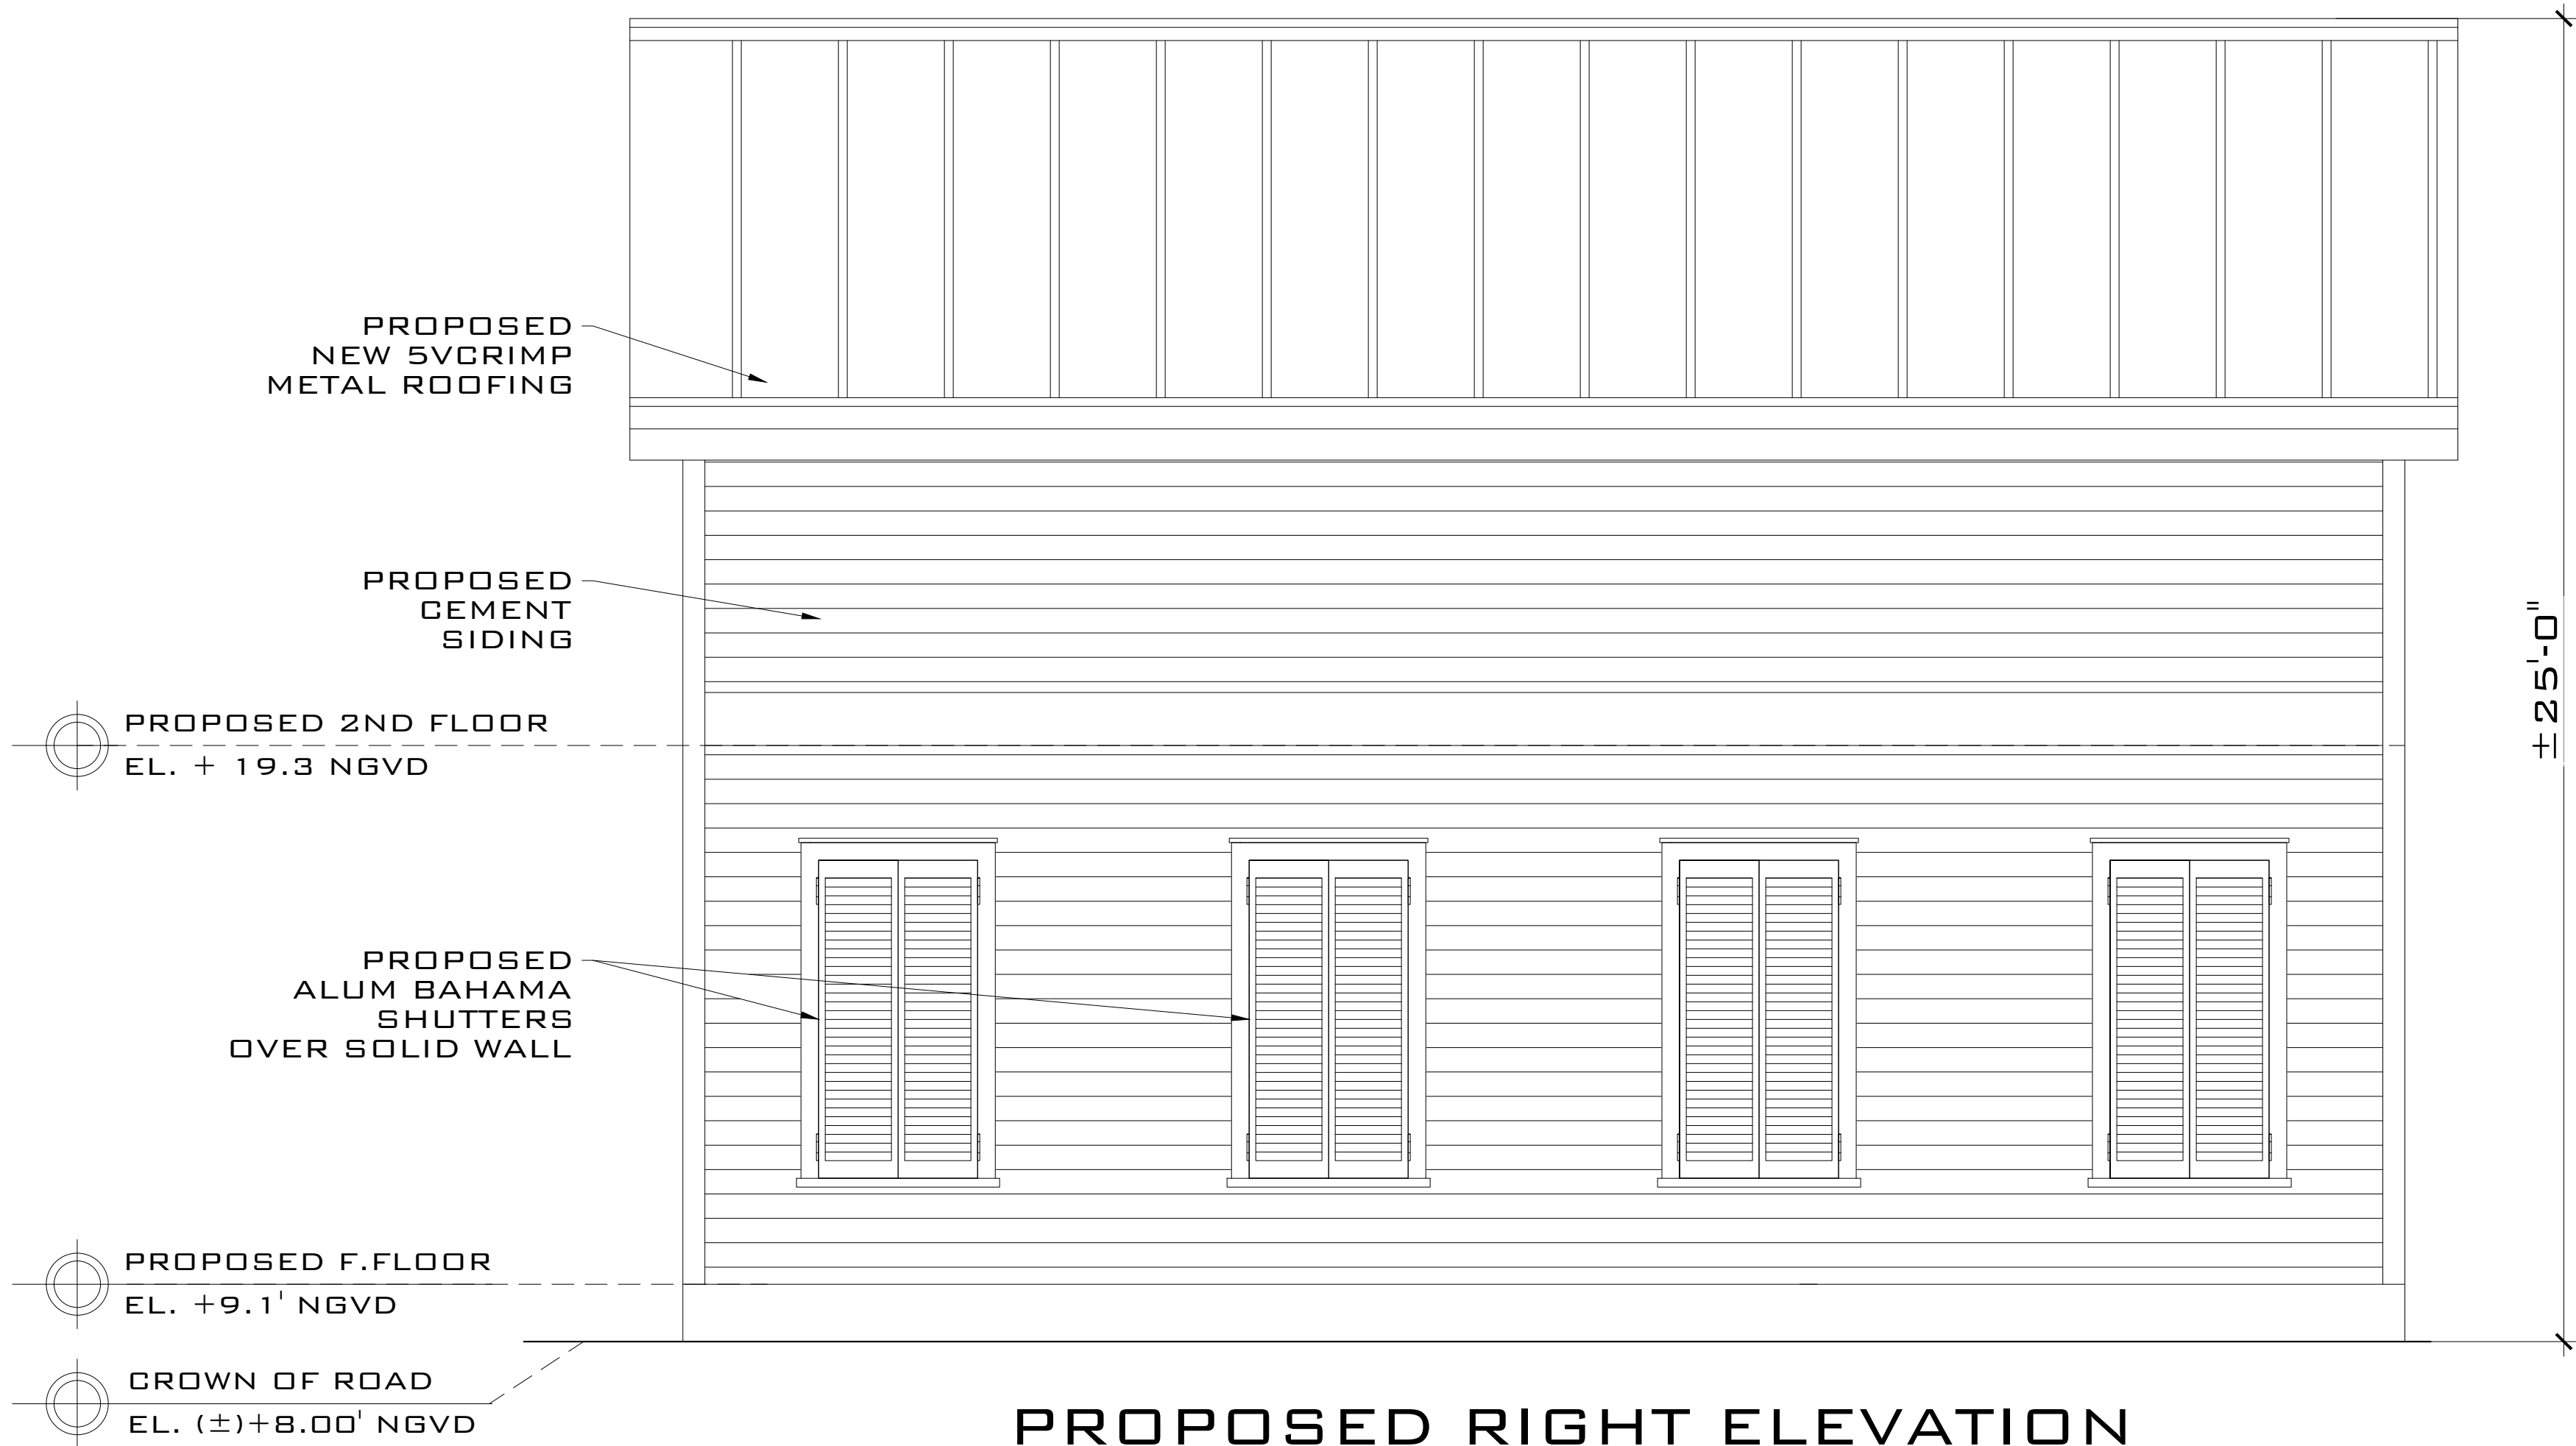 PROPOSED
NEW 5VCRIMP
METAL ROOFING
PROPOSED
CEMENT
SIDING
±25'-0"
PROPOSED 2ND FLOOR
EL. + 19.3 NGVD
PROPOSED
ALUM BAHAMA
SHUTTERS
OVER SOLID WALL
PROPOSED F.FLOOR
EL. +9.1' NGVD
CROWN OF ROAD
EL. (±)+8.00' NGVD
PROPOSED RIGHT ELEVATION